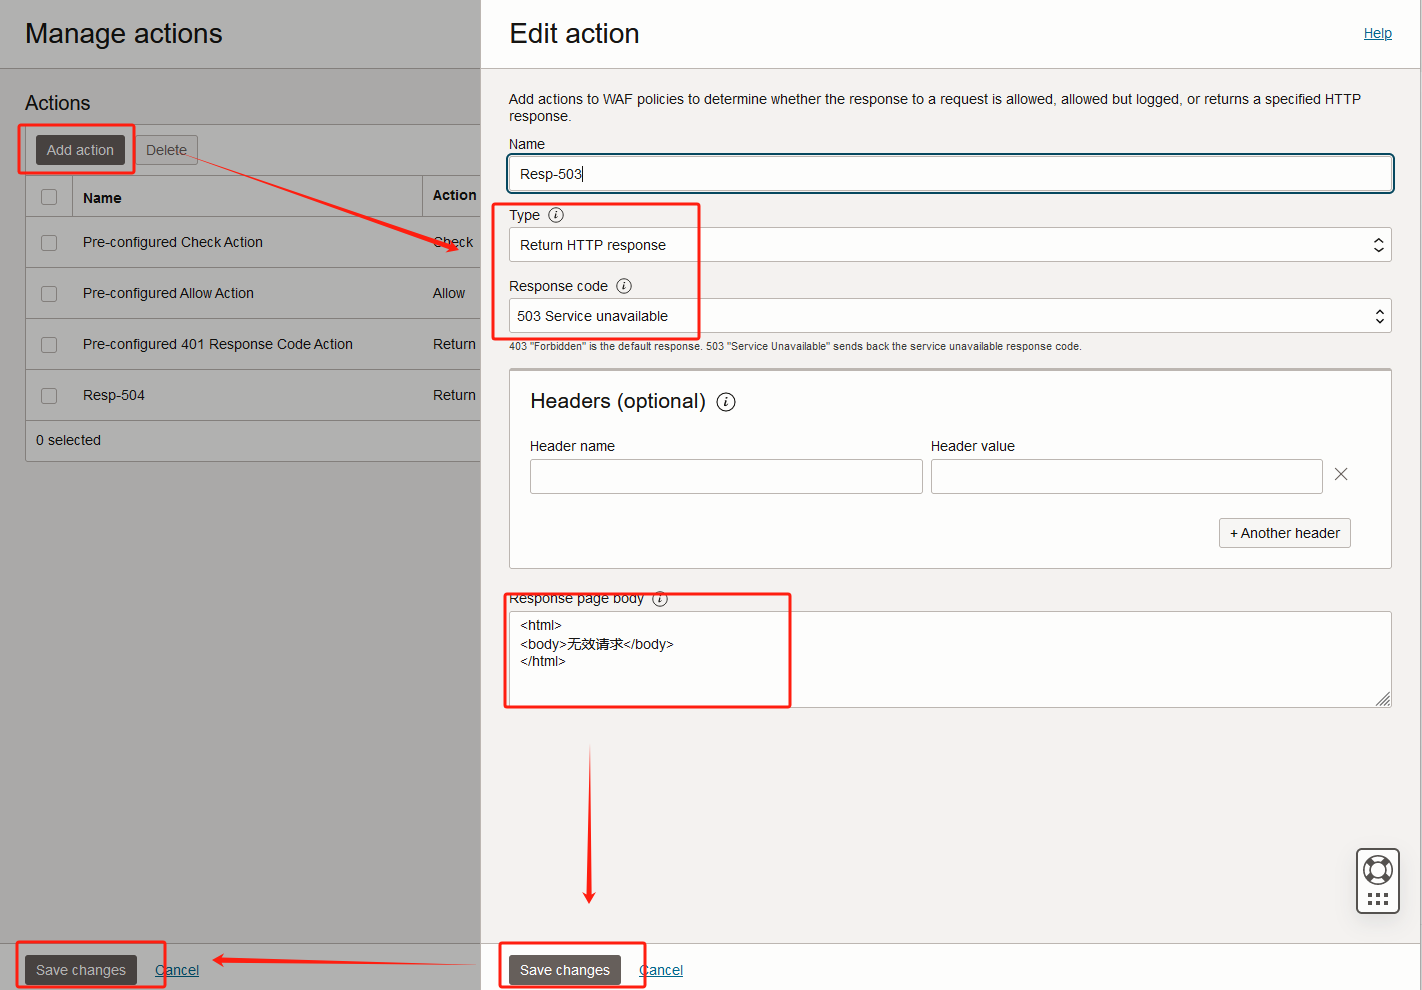 Manage actions
Actions
Add action
Delete
Name
Action
Pre-configured Check Action
Check
Pre-configured Allow Action
Allow
Pre-configured 401 Response Code Action
Return
Resp-504
Return
0 selected
Save changes
Cancel
Edit action
Help
Add actions to WAF policies to determine whether the response to a request is allowed, allowed but logged, or returns a specified HTTP
response.
Name
Resp-503
Type
Return HTTP response
Response code
503 Service unavailable
403 "Forbidden" is the default response. 503 "Service Unavailable" sends back the service unavailable response code.
Headers (optional)
Header name
Header value
+ Another header
Response page body
<html>
<body>无效请求</body>
</html>
Save changes
Cancel